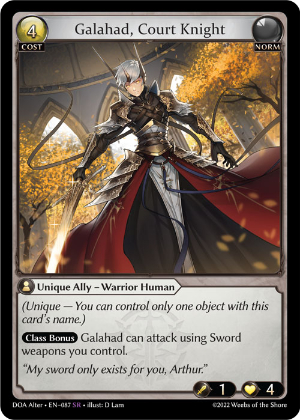 4
COST
Galahad, Court Knight
NORM
Unique Ally – Warrior Human
(Unique — You can control only one object with this
card's name.)
Class Bonus Galahad can attack using Sword
weapons you control.
“My sword only exists for you, Arthur.”
1
4
DOA Alter • EN-087 SR • illust: D Lam
©2022 Weebs of the Shore